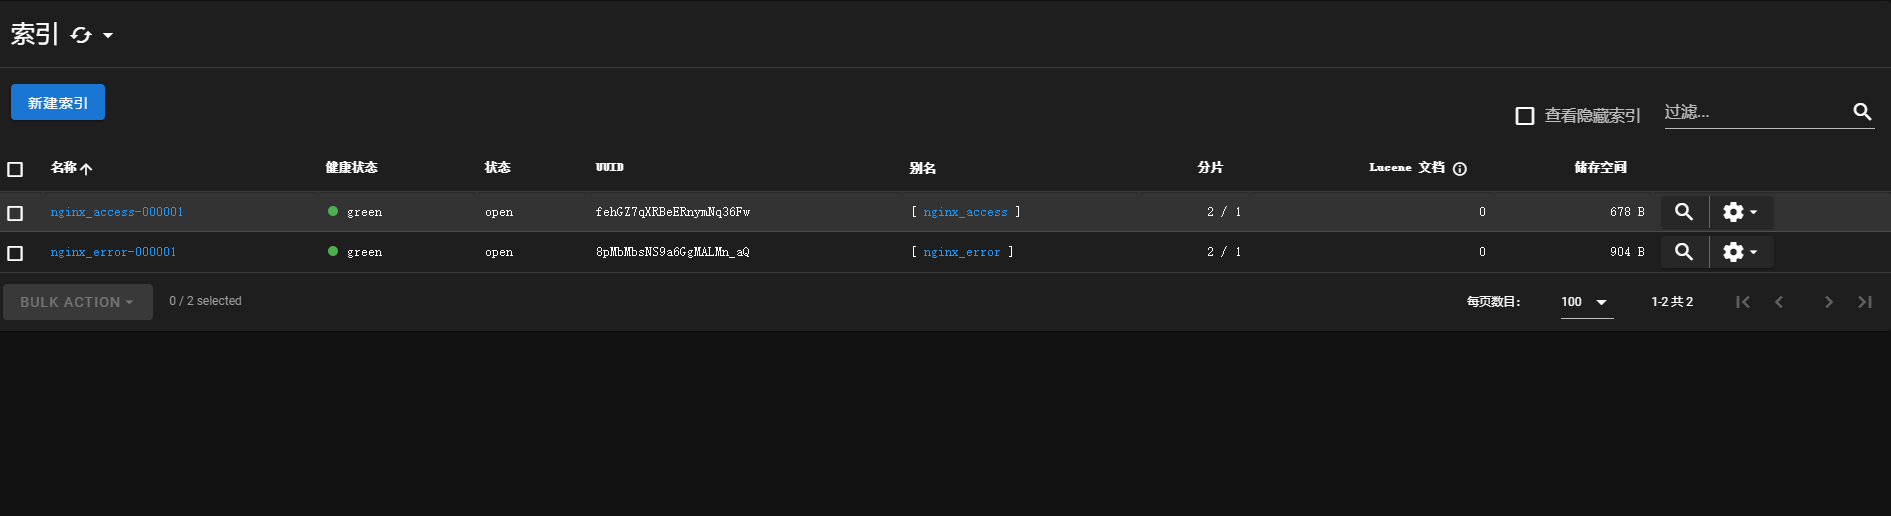 索引
新建索引
查看隐藏索引 过滤...
名称 健康状态 状态 UUID 别名 分片 Lucene 文档 储存空间
nginx_access-000001 green open fehGZ7qXRBeERnymNq36Fw [ nginx_access ] 2 / 1 0 678 B
nginx_error-000001 green open 8pMbMbsNS9a6GgMALMn_aQ [ nginx_error ] 2 / 1 0 904 B
BULK ACTION 0 / 2 selected 每页数目: 100 1-2 共 2